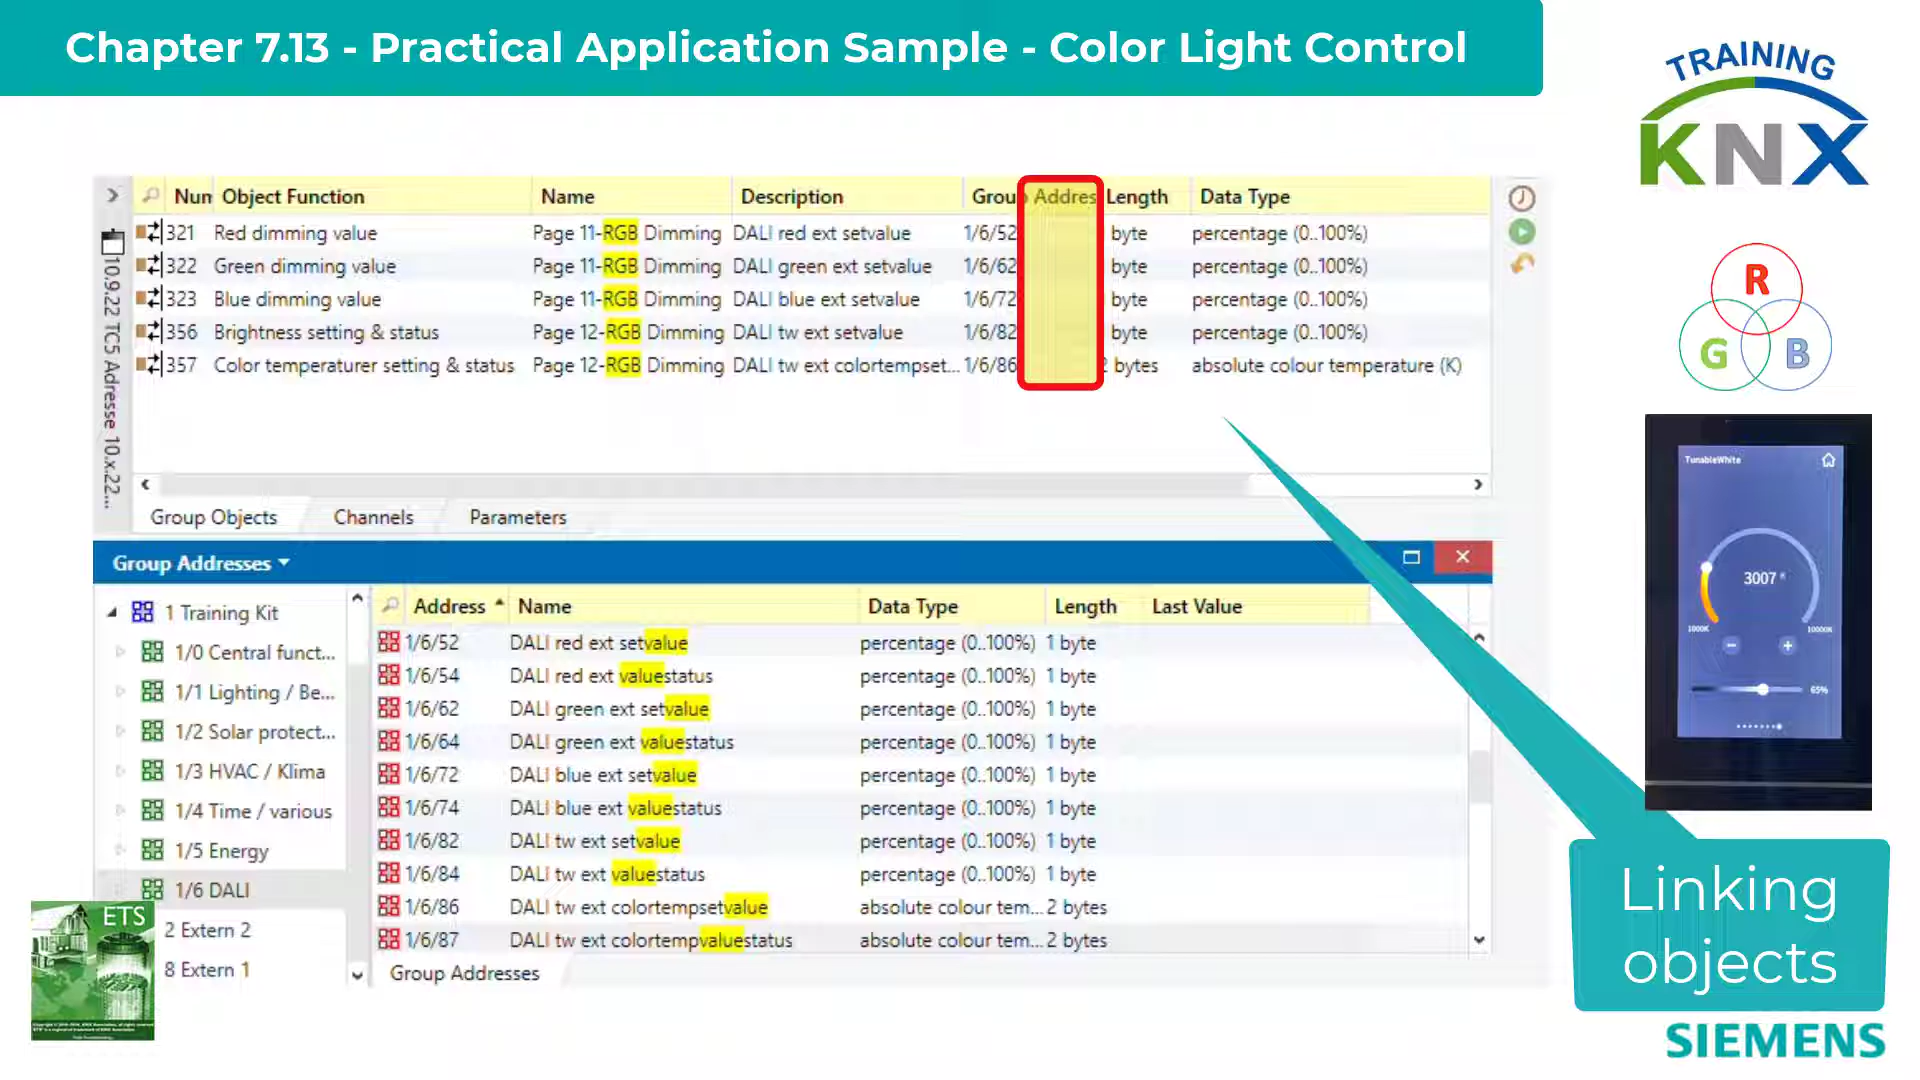 Chapter 7.13 - Practical Application Sample - Color Light Control
TRAINING
KNX
Num Object Function Name Description Group Addres Length Data Type
321 Red dimming value Page 11-RGB Dimming DALI red ext setvalue 1/6/52 byte percentage (0..100%)
322 Green dimming value Page 11-RGB Dimming DALI green ext setvalue 1/6/62 byte percentage (0..100%)
323 Blue dimming value Page 11-RGB Dimming DALI blue ext setvalue 1/6/72 byte percentage (0..100%)
356 Brightness setting & status Page 12-RGB Dimming DALI tw ext setvalue 1/6/82 byte percentage (0..100%)
357 Color temperaturer setting & status Page 12-RGB Dimming DALI tw ext colortempset... 1/6/86 2 bytes absolute colour temperature (K)
10.9.22 TC5 Adresse 10.x.22...
Group Objects Channels Parameters
R
G B
Group Addresses
1 Training Kit
1/0 Central funct...
1/1 Lighting / Be...
1/2 Solar protect...
1/3 HVAC / Klima
1/4 Time / various
1/5 Energy
1/6 DALI
2 Extern 2
8 Extern 1
Address Name Data Type Length Last Value
1/6/52 DALI red ext setvalue percentage (0..100%) 1 byte
1/6/54 DALI red ext valuestatus percentage (0..100%) 1 byte
1/6/62 DALI green ext setvalue percentage (0..100%) 1 byte
1/6/64 DALI green ext valuestatus percentage (0..100%) 1 byte
1/6/72 DALI blue ext setvalue percentage (0..100%) 1 byte
1/6/74 DALI blue ext valuestatus percentage (0..100%) 1 byte
1/6/82 DALI tw ext setvalue percentage (0..100%) 1 byte
1/6/84 DALI tw ext valuestatus percentage (0..100%) 1 byte
1/6/86 DALI tw ext colortempsetvalue absolute colour tem... 2 bytes
1/6/87 DALI tw ext colortempvaluestatus absolute colour tem... 2 bytes
Group Addresses
TunableWhite
3007 K
1000K 10000K
65%
ETS
Linking
objects
SIEMENS